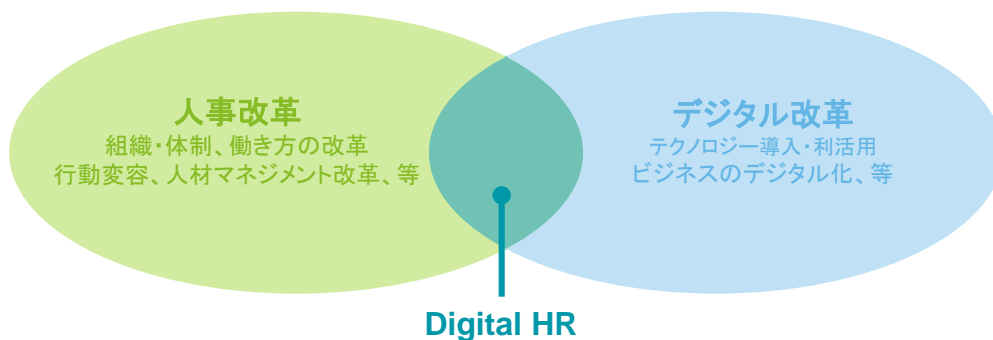 人事改革
組織・体制、働き方の改革
行動変容、人材マネジメント改革、等
デジタル改革
テクノロジー導入・利活用
ビジネスのデジタル化、等
Digital HR